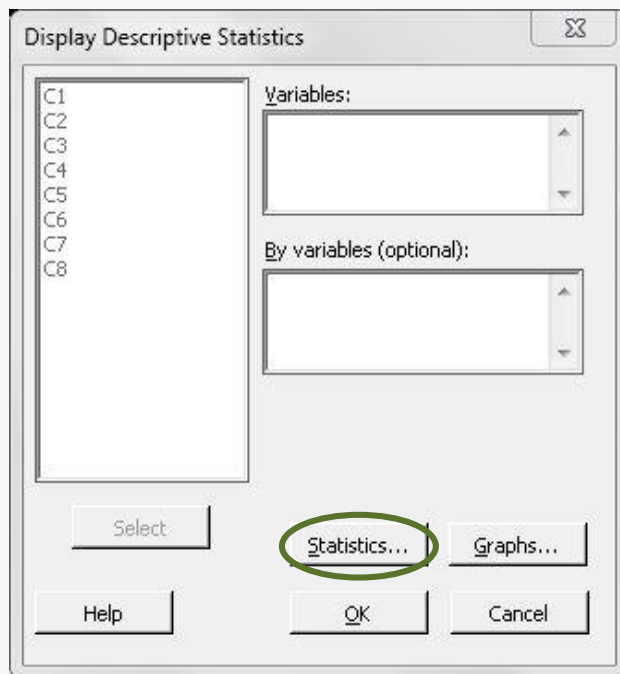 Display Descriptive Statistics
C1
C2
C3
C4
C5
C6
C7
C8
Variables:
By variables (optional):
Select
Statistics...
Graphs...
Help
OK
Cancel